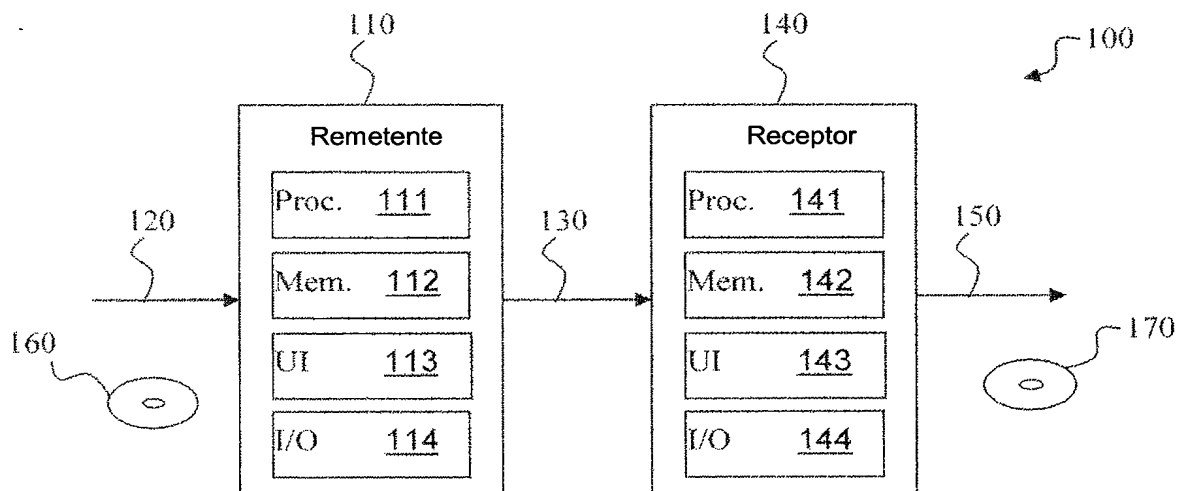 110
140
100
Remetente
Receptor
Proc. 111
Proc. 141
120
130
150
Mem. 112
Mem. 142
160
170
UI 113
UI 143
I/O 114
I/O 144